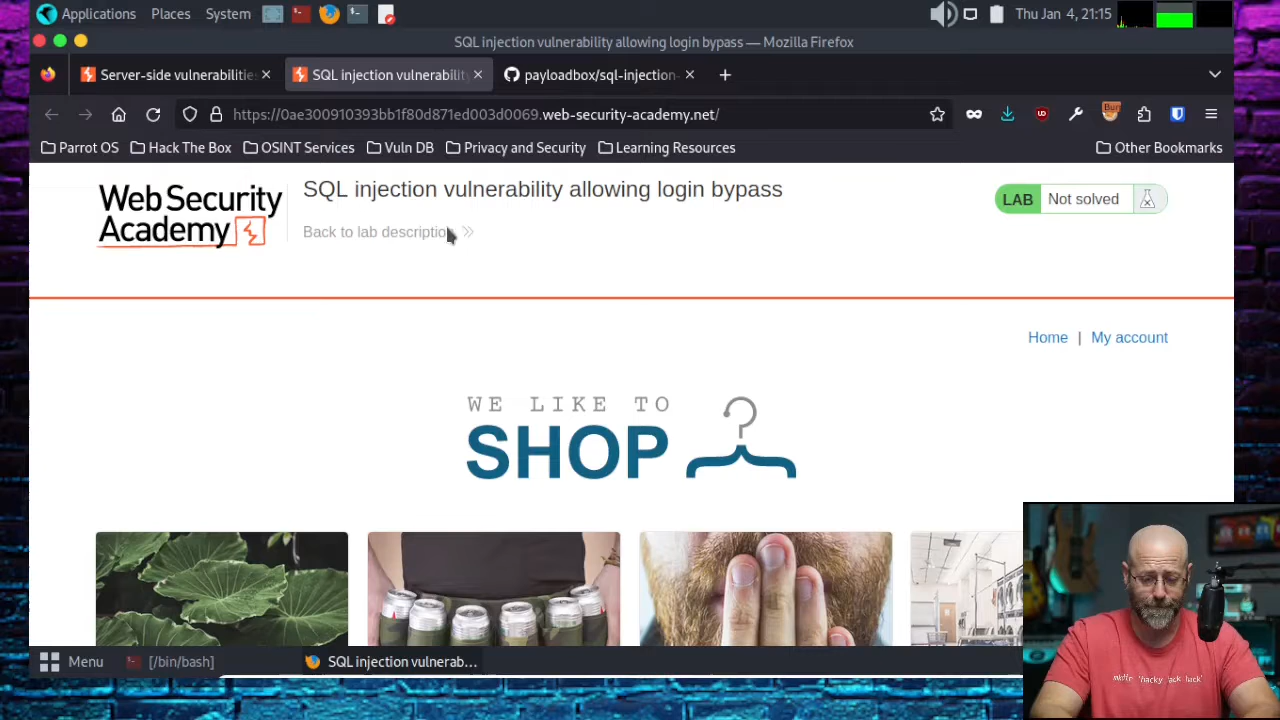 Applications Places System Thu Jan 4, 21:15
SQL injection vulnerability allowing login bypass — Mozilla Firefox
Server-side vulnerabilities SQL injection vulnerability payloadbox/sql-injection-
https://0ae300910393bb1f80d871ed003d0069.web-security-academy.net/
Parrot OS Hack The Box OSINT Services Vuln DB Privacy and Security Learning Resources Other Bookmarks
Web Security
Academy
SQL injection vulnerability allowing login bypass
Back to lab description
LAB Not solved
Home | My account
WE LIKE TO
SHOP
Menu [/bin/bash] SQL injection vulnerab...